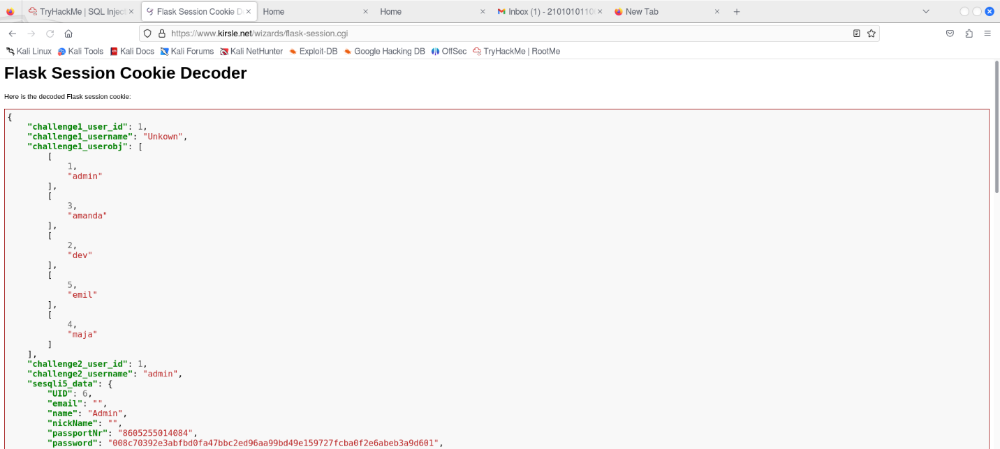 TryHackMe | SQL Inject
Flask Session Cookie D
Home
Home
Inbox (1) - 2101010110
New Tab
https://www.kirsle.net/wizards/flask-session.cgi
Kali Linux Kali Tools Kali Docs Kali Forums Kali NetHunter Exploit-DB Google Hacking DB OffSec TryHackMe | RootMe
Flask Session Cookie Decoder
Here is the decoded Flask session cookie:
{
"challenge1_user_id": 1,
"challenge1_username": "Unkown",
"challenge1_userobj": [
[
1,
"admin"
],
[
3,
"amanda"
],
[
2,
"dev"
],
[
5,
"emil"
],
[
4,
"maja"
]
],
"challenge2_user_id": 1,
"challenge2_username": "admin",
"sesqli5_data": {
"UID": 6,
"email": "",
"name": "Admin",
"nickName": "",
"passportNr": "8605255014084",
"password": "008c70392e3abfbd0fa47bbc2ed96aa99bd49e159727fcba0f2e6abeb3a9d601",